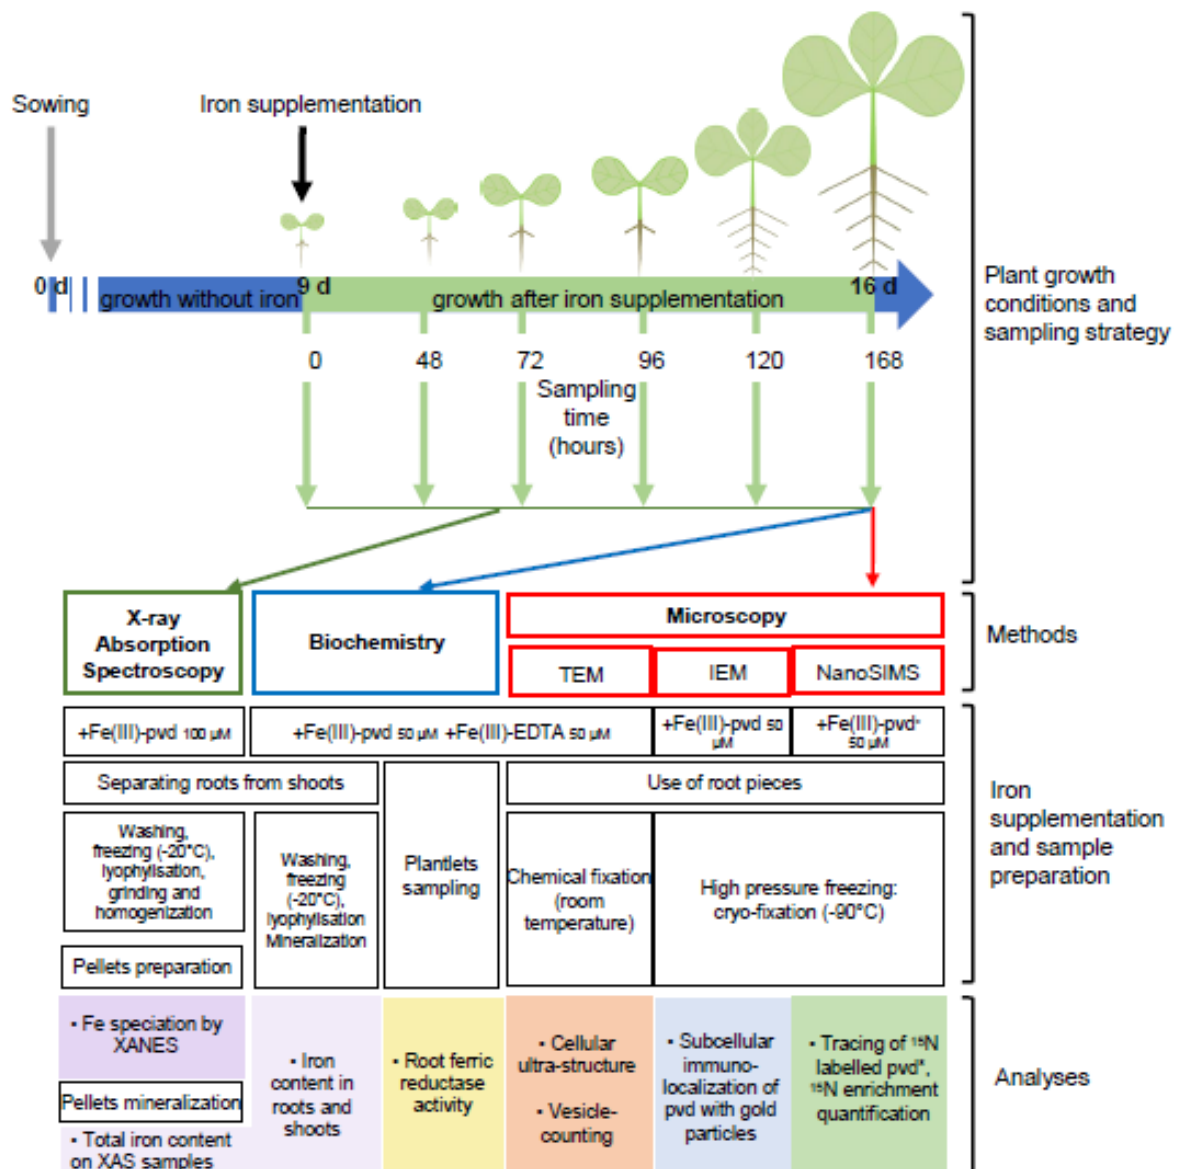 Sowing
Iron supplementation
0 d
growth without iron
9 d
growth after iron supplementation
16 d
Plant growth
conditions and
sampling strategy
0
48
72
96
120
168
Sampling
time
(hours)
X-ray
Absorption
Spectroscopy
Biochemistry
Microscopy
TEM
IEM
NanoSIMS
Methods
+Fe(III)-pvd 100 µM
+Fe(III)-pvd 50 µM +Fe(III)-EDTA 50 µM
+Fe(III)-pvd 50
µM
+Fe(III)-pvd*
50 µM
Separating roots from shoots
Use of root pieces
Washing,
freezing (-20°C),
lyophylisation,
grinding and
homogenization
Pellets preparation
Washing,
freezing
(-20°C),
lyophylisation
Mineralization
Plantlets
sampling
Chemical fixation
(room
temperature)
High pressure freezing:
cryo-fixation (-90°C)
Iron
supplementation
and sample
preparation
• Fe speciation by
XANES
Pellets mineralization
• Total iron content
on XAS samples
• Iron
content in
roots and
shoots
• Root ferric
reductase
activity
• Cellular
ultra-structure
• Vesicle-
counting
• Subcellular
immuno-
localization of
pvd with gold
particles
• Tracing of ¹⁵N
labelled pvd*,
¹⁵N enrichment
quantification
Analyses